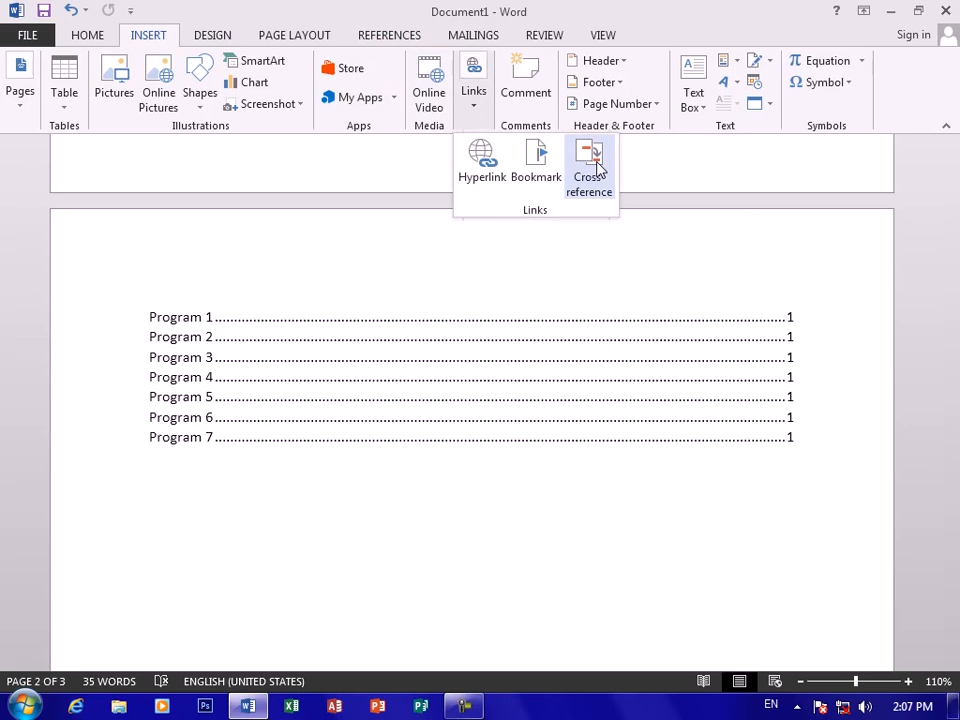 Document1 - Word
?
FILE
HOME
INSERT
DESIGN
PAGE LAYOUT
REFERENCES
MAILINGS
REVIEW
VIEW
Sign in
Pages
Table
Tables
Pictures
Online Pictures
Shapes
SmartArt
Chart
Screenshot
Illustrations
Store
My Apps
Apps
Online Video
Media
Links
Comment
Comments
Header
Footer
Page Number
Header & Footer
Text Box
Text
Equation
Symbol
Symbols
Hyperlink
Bookmark
Cross-reference
Links
Program 1........................................1
Program 2........................................1
Program 3........................................1
Program 4........................................1
Program 5........................................1
Program 6........................................1
Program 7........................................1
PAGE 2 OF 3
35 WORDS
ENGLISH (UNITED STATES)
110%
EN
2:07 PM